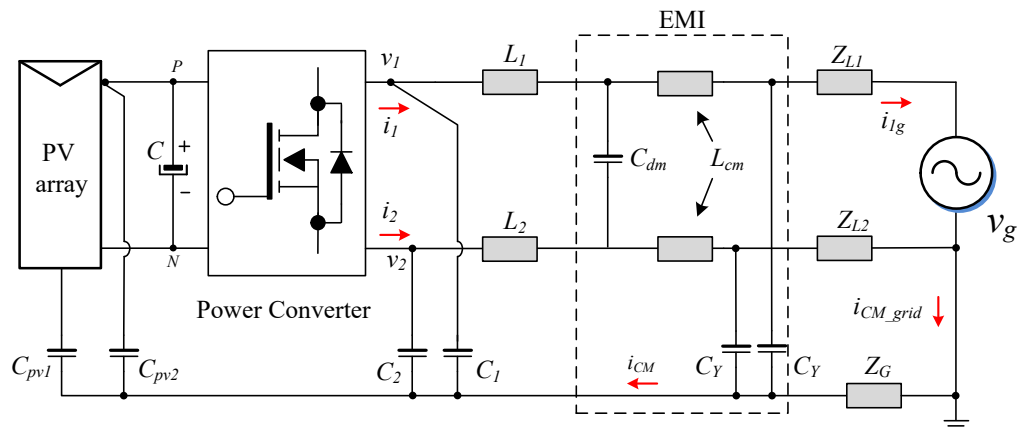 EMI
P
v1
L1
ZL1
i1
i1g
PV
array
C
+
−
Cdm
Lcm
i2
v2
L2
ZL2
vg
N
Power Converter
iCM_grid
Cpv1
Cpv2
C2
C1
iCM
CY
CY
ZG